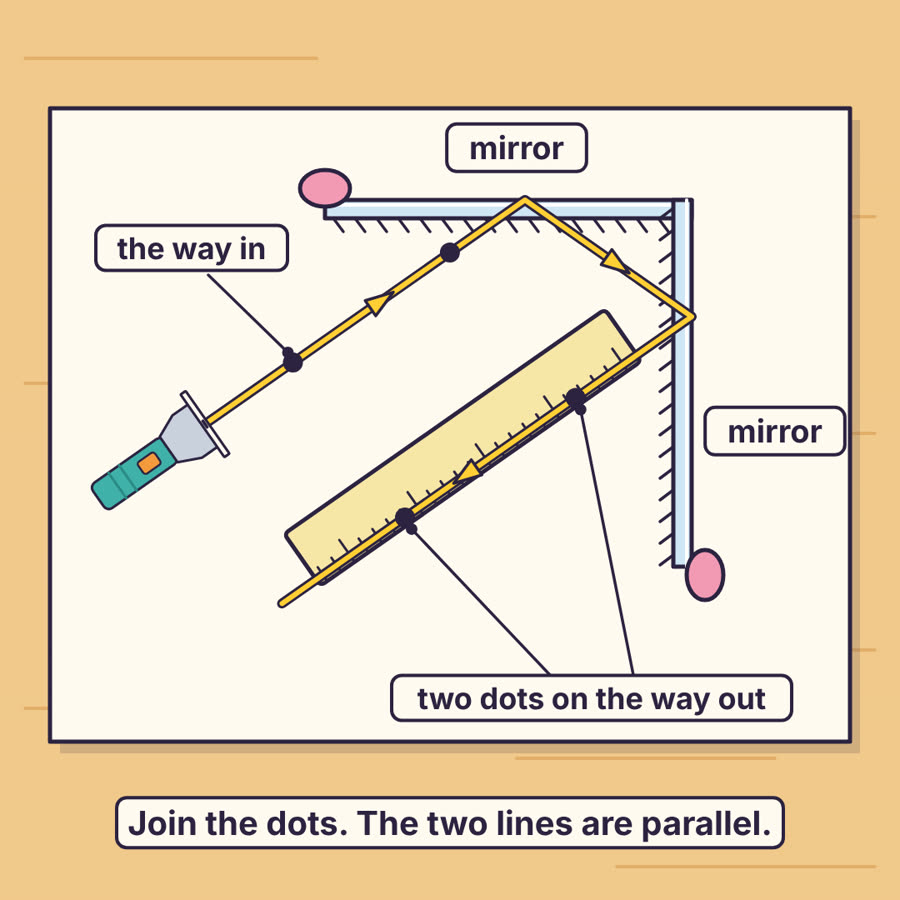 mirror
the way in
mirror
two dots on the way out
Join the dots. The two lines are parallel.